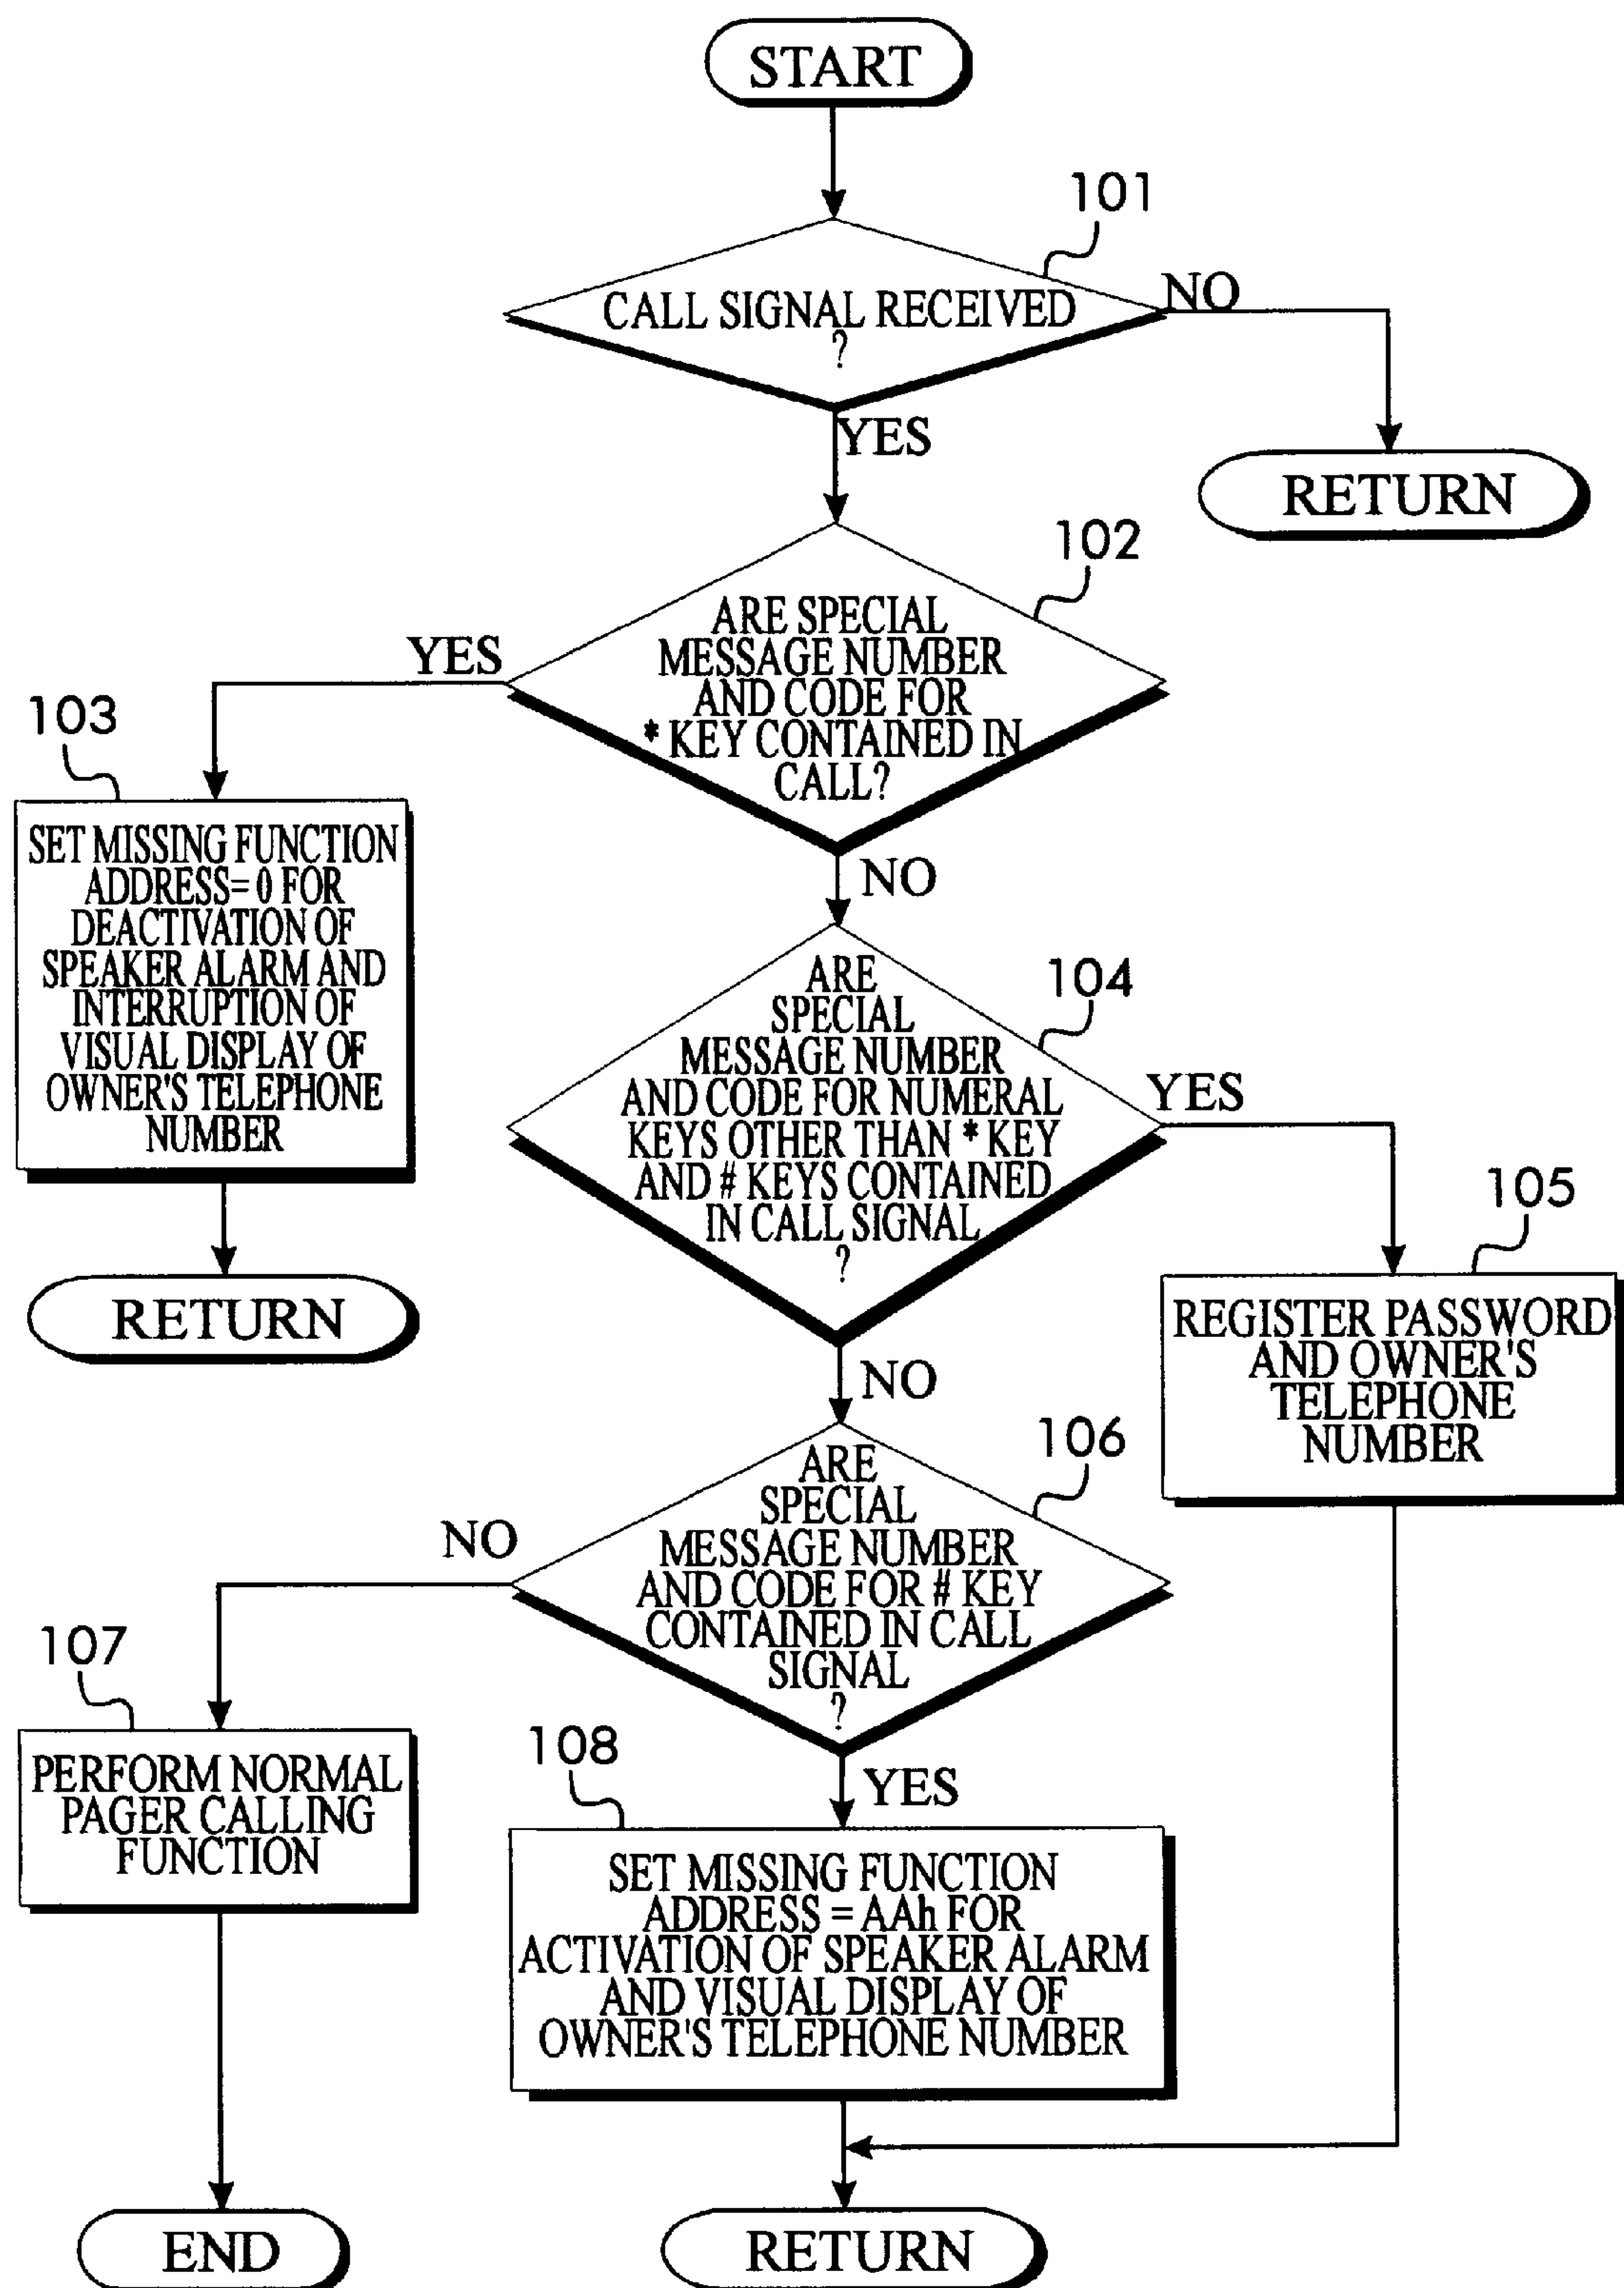 START
101
CALL SIGNAL RECEIVED
?
NO
YES
RETURN
102
ARE SPECIAL
MESSAGE NUMBER
AND CODE FOR
* KEY CONTAINED IN
CALL?
YES
NO
103
SET MISSING FUNCTION
ADDRESS= 0 FOR
DEACTIVATION OF
SPEAKER ALARM AND
INTERRUPTION OF
VISUAL DISPLAY OF
OWNER'S TELEPHONE
NUMBER
RETURN
104
ARE
SPECIAL
MESSAGE NUMBER
AND CODE FOR NUMERAL
KEYS OTHER THAN * KEY
AND # KEYS CONTAINED
IN CALL SIGNAL
?
YES
NO
105
REGISTER PASSWORD
AND OWNER'S
TELEPHONE
NUMBER
106
ARE
SPECIAL
MESSAGE NUMBER
AND CODE FOR # KEY
CONTAINED IN CALL
SIGNAL
?
NO
YES
107
PERFORM NORMAL
PAGER CALLING
FUNCTION
108
SET MISSING FUNCTION
ADDRESS = AAh FOR
ACTIVATION OF SPEAKER ALARM
AND VISUAL DISPLAY OF
OWNER'S TELEPHONE NUMBER
END
RETURN